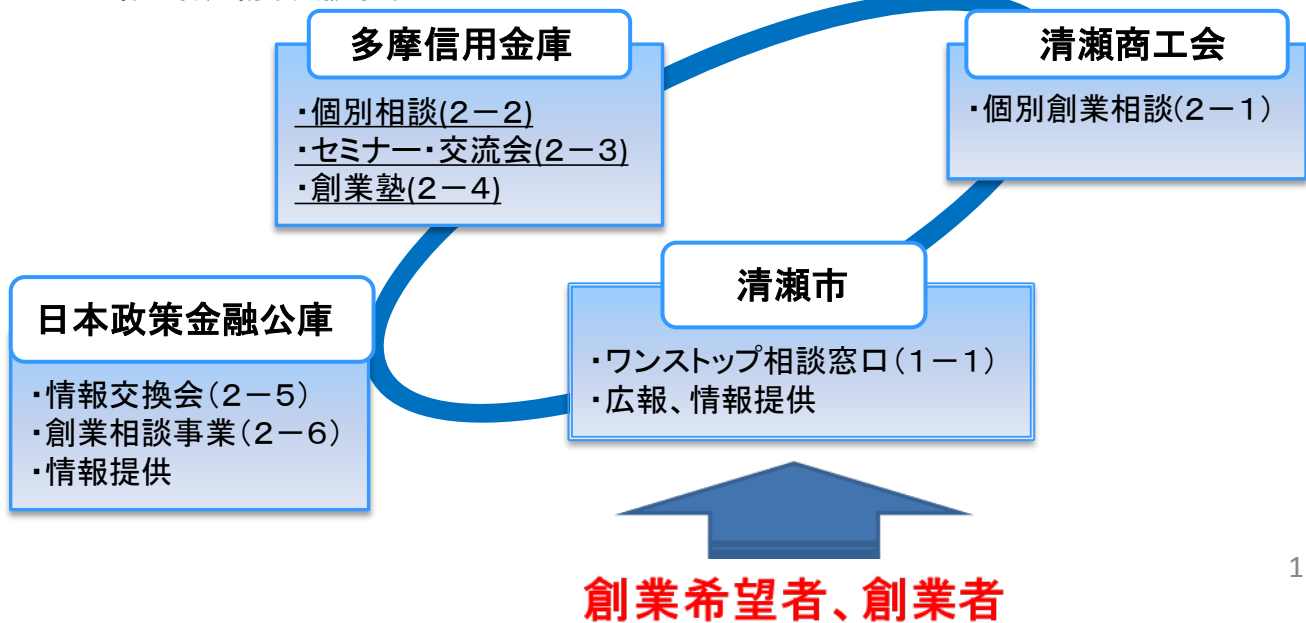 多摩信用金庫
・個別相談(2－2)
・セミナー・交流会(2－3)
・創業塾(2－4)
清瀬商工会
・個別創業相談(2－1)
日本政策金融公庫
・情報交換会(2－5)
・創業相談事業(2－6)
・情報提供
清瀬市
・ワンストップ相談窓口(1－1)
・広報、情報提供
創業希望者、創業者
1